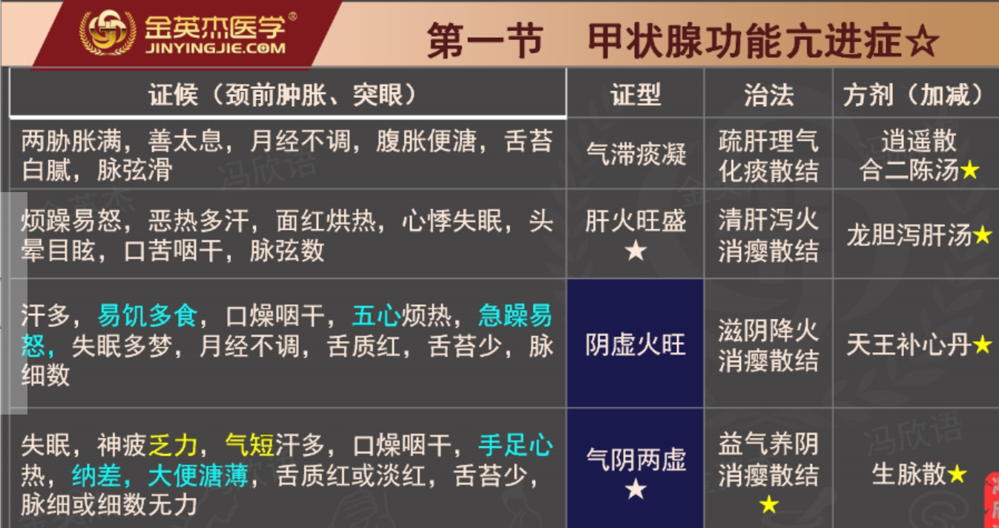 金英杰医学®
JINYINGJIE.COM
第一节 甲状腺功能亢进症☆
证候（颈前肿胀、突眼）
证型
治法
方剂（加减）
两胁胀满，善太息，月经不调，腹胀便溏，舌苔
白腻，脉弦滑
气滞痰凝
疏肝理气
化痰散结
逍遥散
合二陈汤★
烦躁易怒，恶热多汗，面红烘热，心悸失眠，头
晕目眩，口苦咽干，脉弦数
肝火旺盛
★
清肝泻火
消瘿散结
龙胆泻肝汤★
汗多，易饥多食，口燥咽干，五心烦热，急躁易
怒，失眠多梦，月经不调，舌质红，舌苔少，脉
细数
阴虚火旺
滋阴降火
消瘿散结
天王补心丹★
失眠，神疲乏力，气短汗多，口燥咽干，手足心
热，纳差，大便溏薄，舌质红或淡红，舌苔少，
脉细或细数无力
气阴两虚
★
益气养阴
消瘿散结
★
生脉散★
冯欣语
金英杰
冯欣语